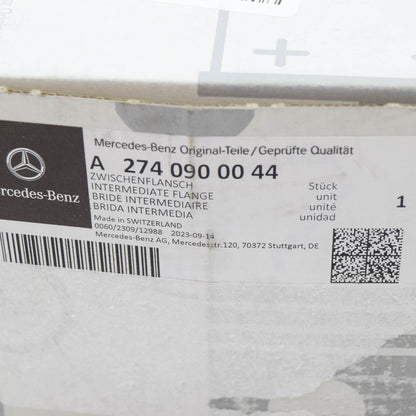 Mercedes-Benz Original-Teile/Geprüfte Qualität
A 274 090 00 44
ZWISCHENFLANSCH
INTERMEDIATE FLANGE
BRIDE INTERMEDIAIRE
BRIDA INTERMEDIA
Stück
unit
unité
unidad
1
Made in SWITZERLAND
0060/2309/12988 2023-09-14
Mercedes-Benz AG, Mercedesstr.120, 70372 Stuttgart, DE
rcedes-Benz